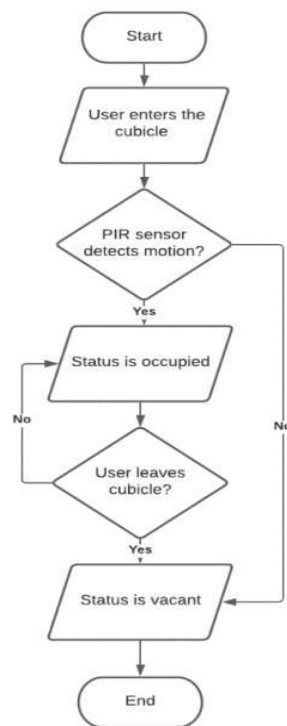 Start
User enters the
cubicle
PIR sensor
detects motion?
Yes
Status is occupied
No
No
User leaves
cubicle?
Yes
Status is vacant
End